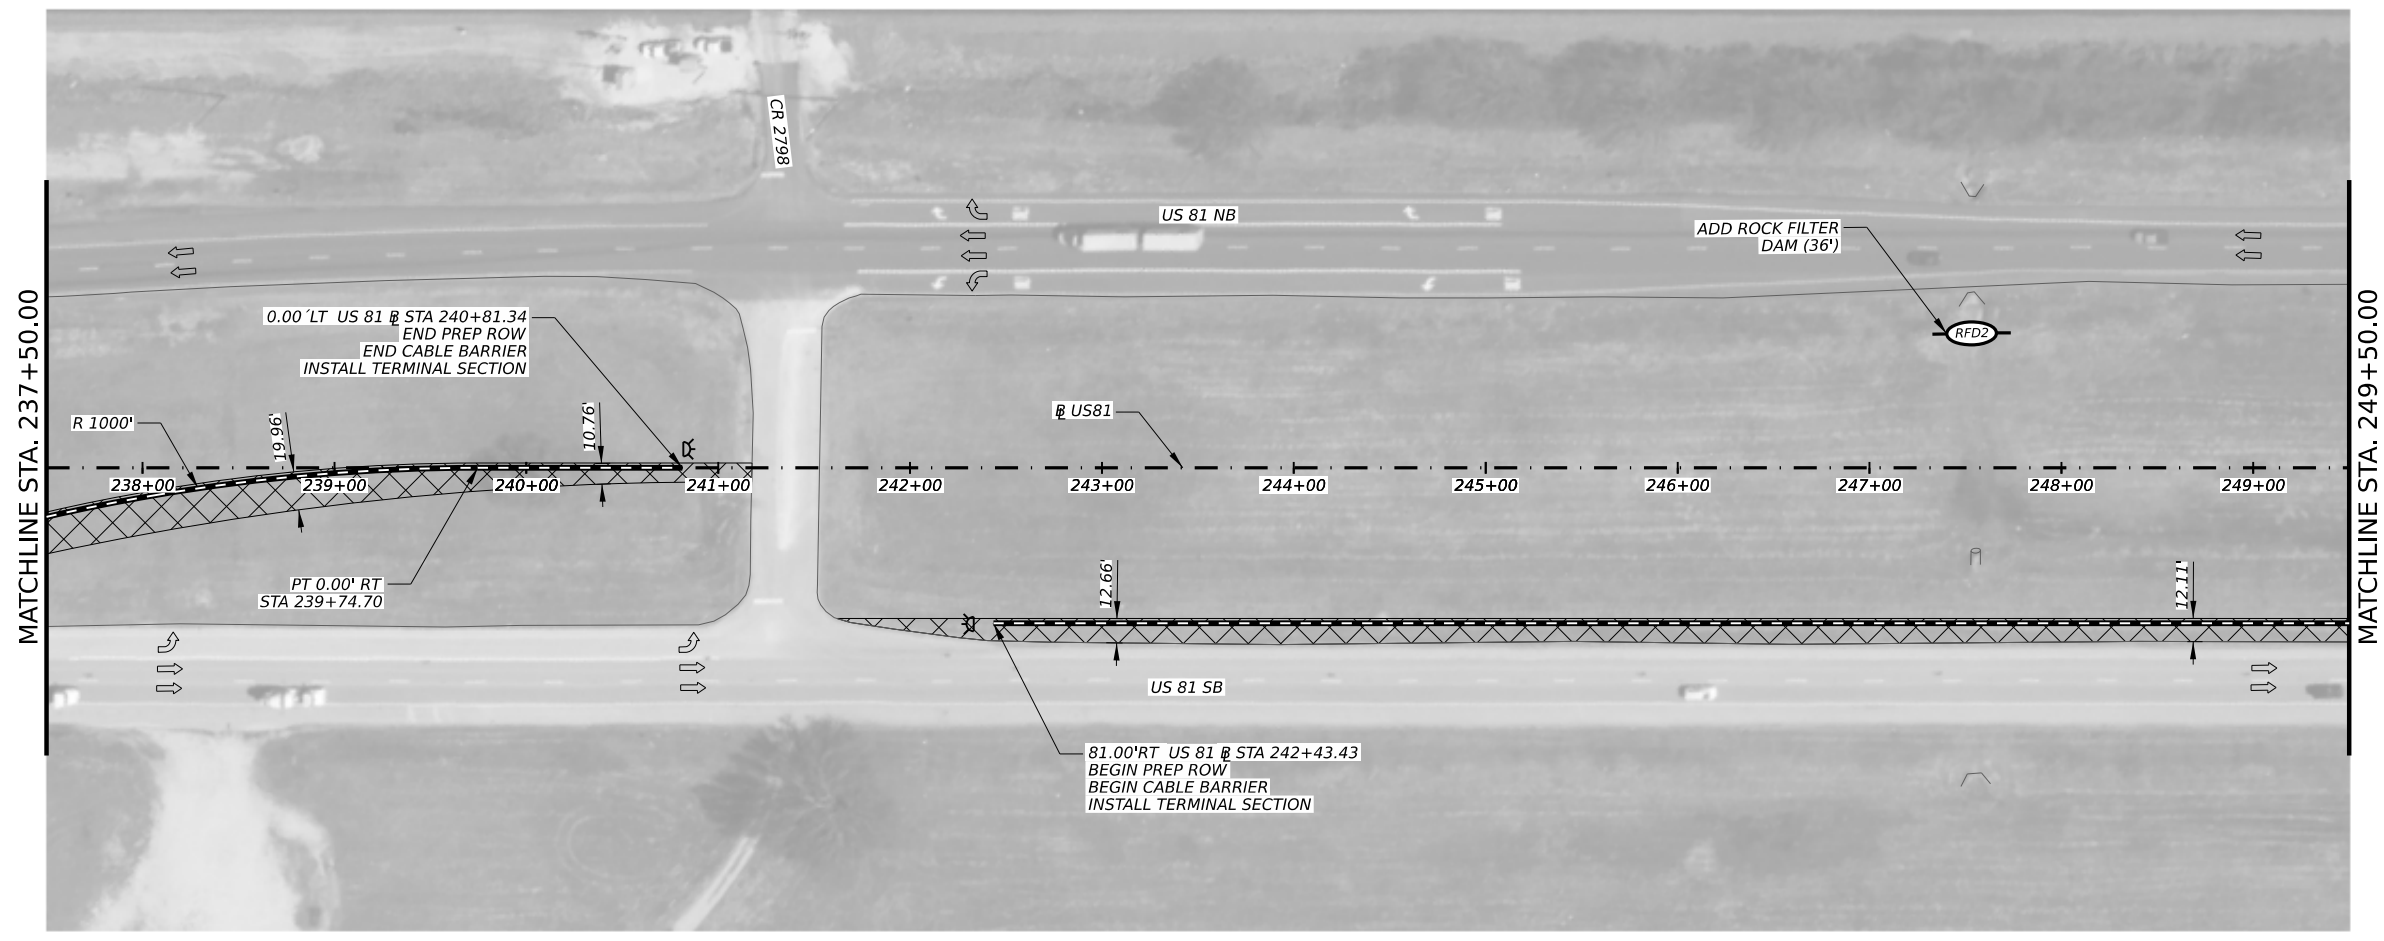 CR 2798
US 81 NB
ADD ROCK FILTER
DAM (36')
RFD2
MATCHLINE STA. 237+50.00
0.00´LT US 81 ⅊ STA 240+81.34
END PREP ROW
END CABLE BARRIER
INSTALL TERMINAL SECTION
R 1000'
19.96'
10.76'
⅊ US81
238+00 239+00 240+00 241+00 242+00 243+00 244+00 245+00 246+00 247+00 248+00 249+00
PT 0.00' RT
STA 239+74.70
12.66'
12.11'
US 81 SB
81.00'RT US 81 ⅊ STA 242+43.43
BEGIN PREP ROW
BEGIN CABLE BARRIER
INSTALL TERMINAL SECTION
MATCHLINE STA. 249+50.00